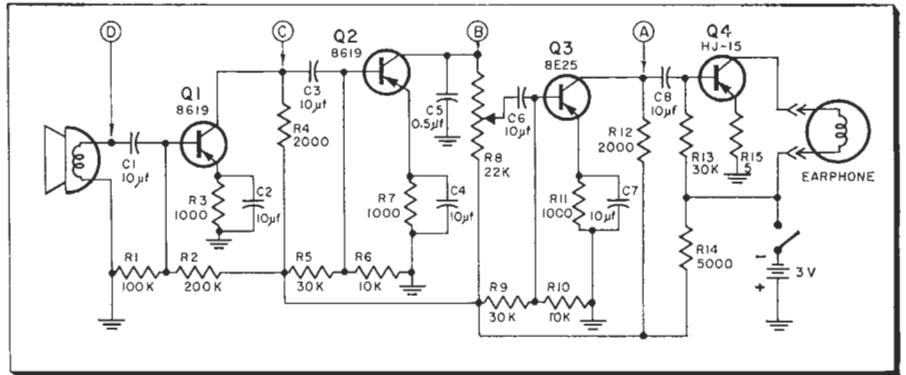 D
C
B
A
Q1
8619
Q2
8619
Q3
8E25
Q4
HJ-15
C1
10µf
R3
1000
C2
10µf
R4
2000
C3
10µf
C5
0.5µf
R7
1000
C4
10µf
R8
22K
C6
10µf
R11
1000
C7
10µf
R12
2000
C8
10µf
R13
30K
R15
5
EARPHONE
R1
100K
R2
200K
R5
30K
R6
10K
R9
30K
R10
10K
R14
5000
−
+
3V